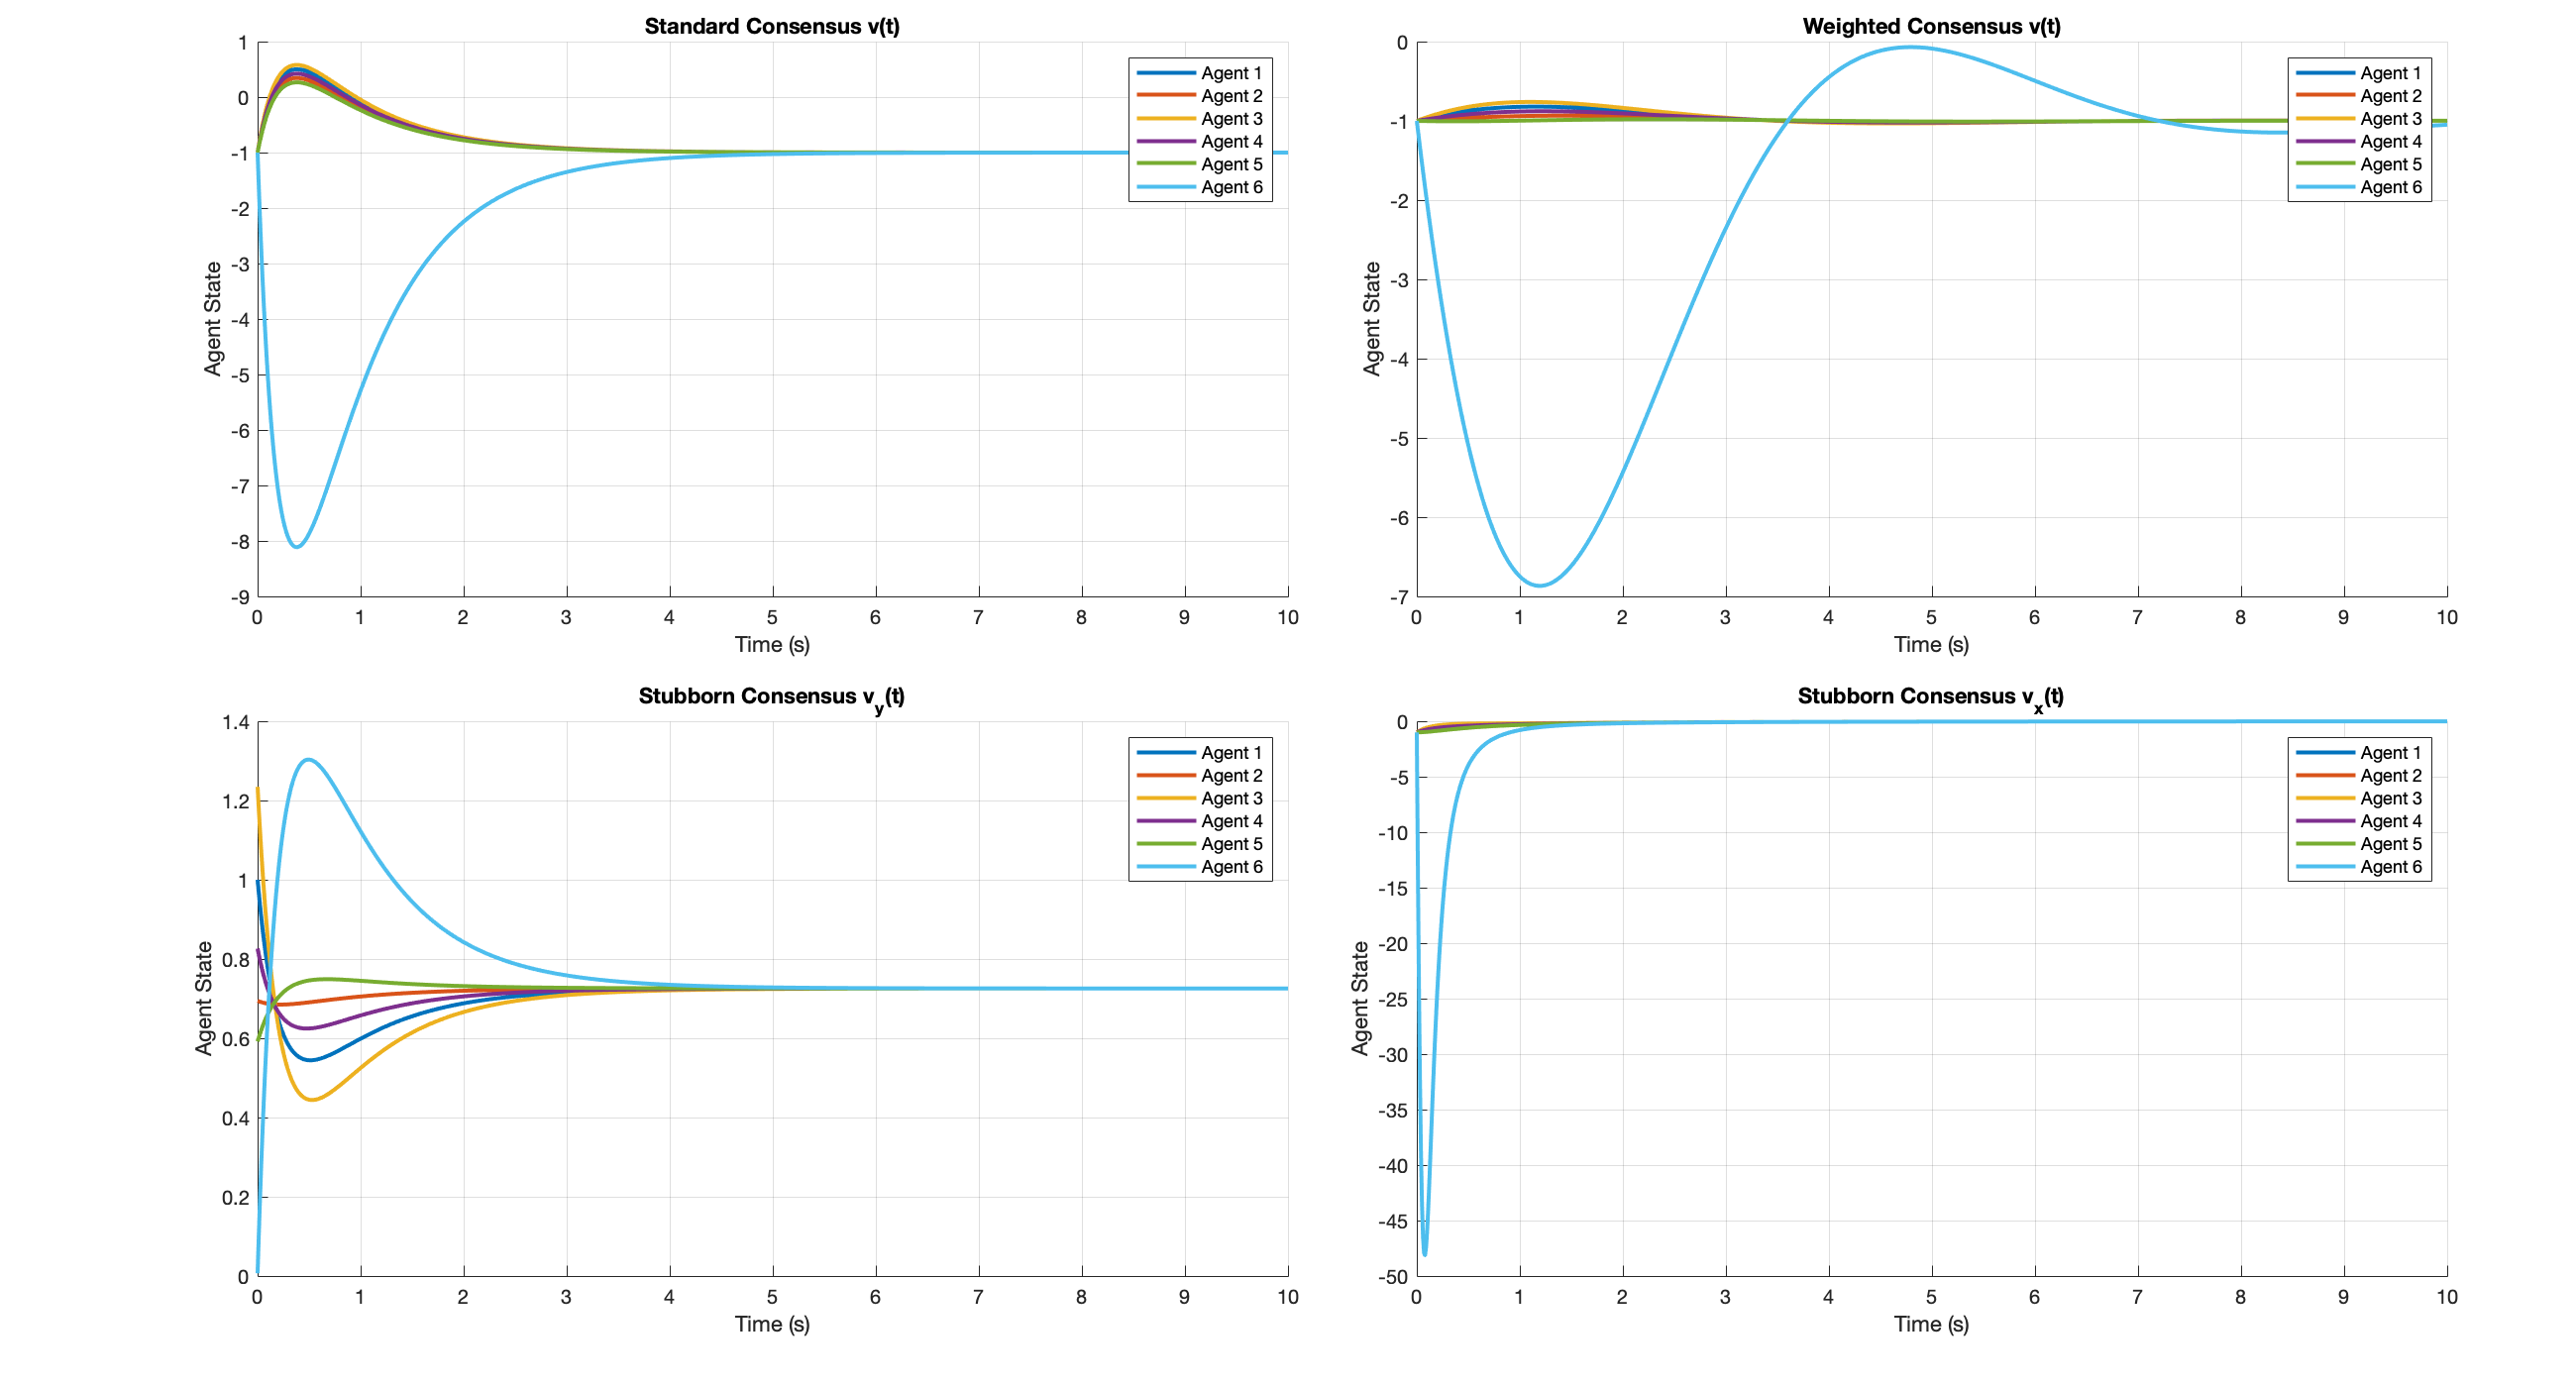 Standard Consensus v(t)
Agent State
1
0
-1
-2
-3
-4
-5
-6
-7
-8
-9
0 1 2 3 4 5 6 7 8 9 10
Time (s)
Agent 1
Agent 2
Agent 3
Agent 4
Agent 5
Agent 6
Weighted Consensus v(t)
Agent State
0
-1
-2
-3
-4
-5
-6
-7
0 1 2 3 4 5 6 7 8 9 10
Time (s)
Agent 1
Agent 2
Agent 3
Agent 4
Agent 5
Agent 6
Stubborn Consensus v_y(t)
Agent State
1.4
1.2
1
0.8
0.6
0.4
0.2
0
0 1 2 3 4 5 6 7 8 9 10
Time (s)
Agent 1
Agent 2
Agent 3
Agent 4
Agent 5
Agent 6
Stubborn Consensus v_x(t)
Agent State
0
-5
-10
-15
-20
-25
-30
-35
-40
-45
-50
0 1 2 3 4 5 6 7 8 9 10
Time (s)
Agent 1
Agent 2
Agent 3
Agent 4
Agent 5
Agent 6